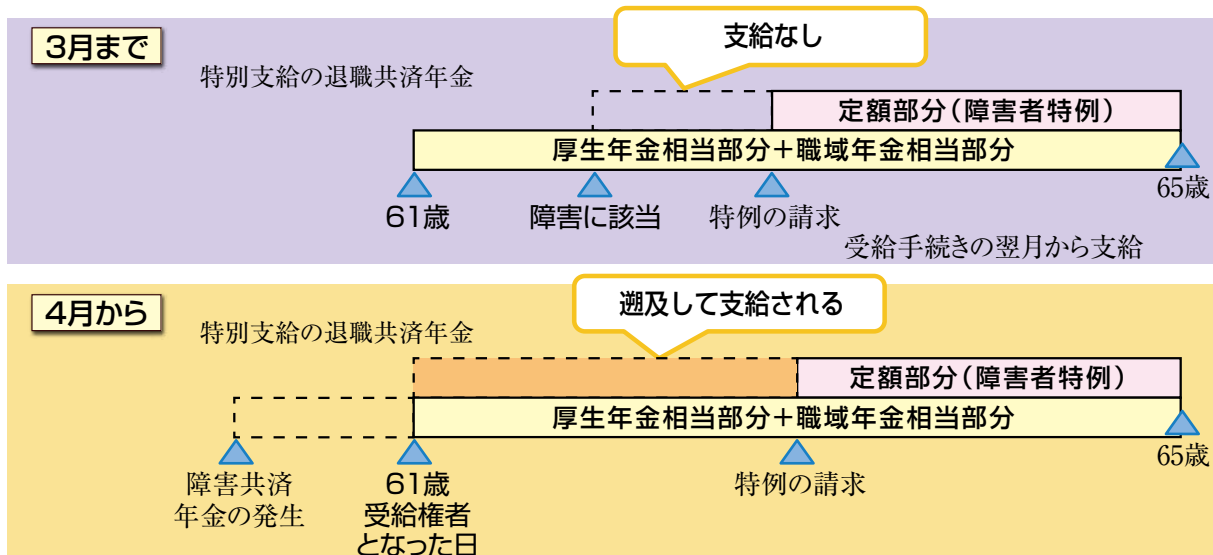 3月まで
支給なし
特別支給の退職共済年金
定額部分(障害者特例)
厚生年金相当部分+職域年金相当部分
61歳
障害に該当
特例の請求
65歳
受給手続きの翌月から支給
4月から
遡及して支給される
特別支給の退職共済年金
定額部分(障害者特例)
厚生年金相当部分+職域年金相当部分
65歳
障害共済
年金の発生
61歳
受給権者
となった日
特例の請求